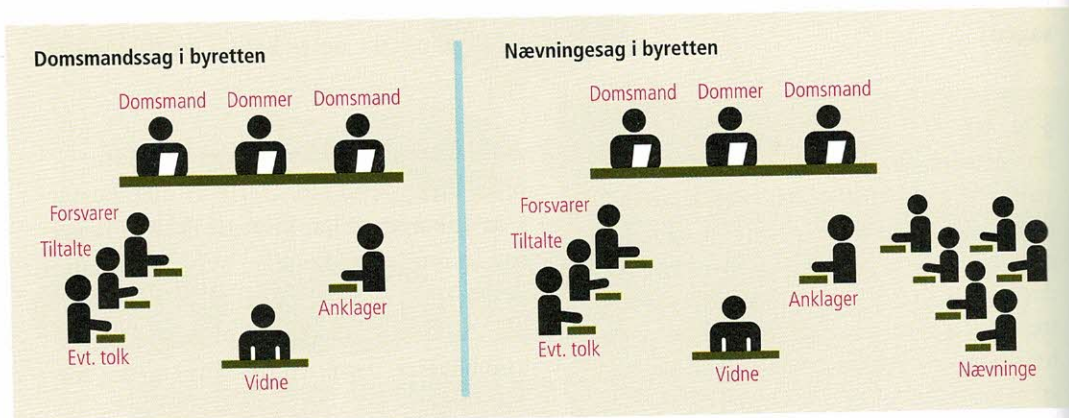 Domsmandssag i byretten
Domsmand Dommer Domsmand
Forsvarer
Tiltalte
Anklager
Evt. tolk
Vidne
Nævningesag i byretten
Domsmand Dommer Domsmand
Forsvarer
Tiltalte
Anklager
Evt. tolk
Vidne
Nævninge